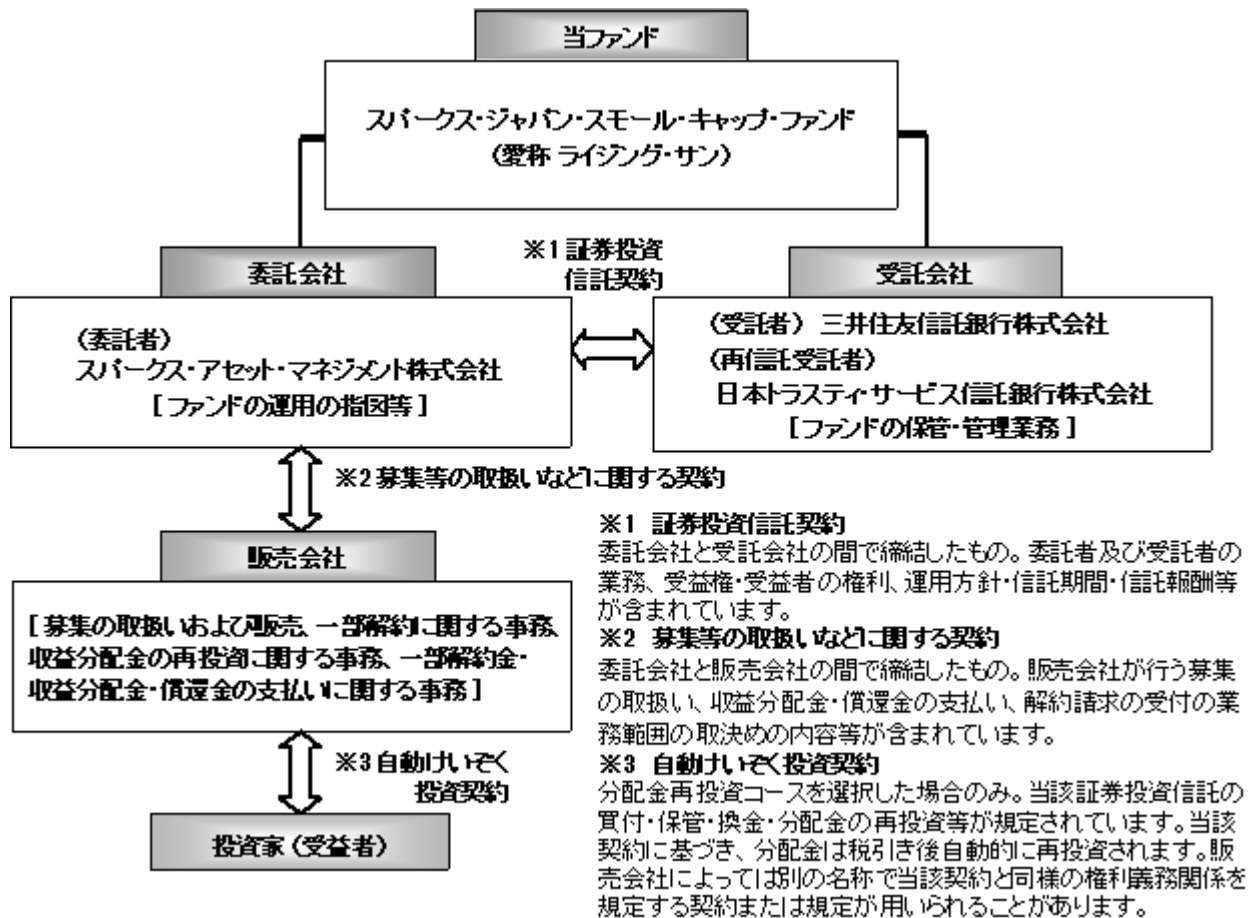 当ファンド
スパークス・ジャパン・スモール・キャップ・ファンド
（愛称 ライジング・サン）
※1 証券投資
信託契約
委託会社
（委託者）
スパークス・アセット・マネジメント株式会社
［ファンドの運用の指図等］
受託会社
（受託者） 三井住友信託銀行株式会社
（再信託受託者）
日本トラスティ・サービス信託銀行株式会社
［ファンドの保管・管理業務］
※2 募集等の取扱いなどに関する契約
販売会社
［募集の取扱いおよび販売、一部解約に関する事務、
収益分配金の再投資に関する事務、一部解約金・
収益分配金・償還金の支払いに関する事務］
※3 自動けいぞく
投資契約
投資家（受益者）
※1 証券投資信託契約
委託会社と受託会社の間で締結したもの。委託者及び受託者の
業務、受益権・受益者の権利、運用方針・信託期間・信託報酬等
が含まれています。
※2 募集等の取扱いなどに関する契約
委託会社と販売会社の間で締結したもの。販売会社が行う募集
の取扱い、収益分配金・償還金の支払い、解約請求の受付の業
務範囲の取決めの内容等が含まれています。
※3 自動けいぞく投資契約
分配金再投資コースを選択した場合のみ。当該証券投資信託の
買付・保管・換金・分配金の再投資等が規定されています。当該
契約に基づき、分配金は税引き後自動的に再投資されます。販
売会社によっては別の名称で当該契約と同様の権利義務関係を
規定する契約または規定が用いられることがあります。